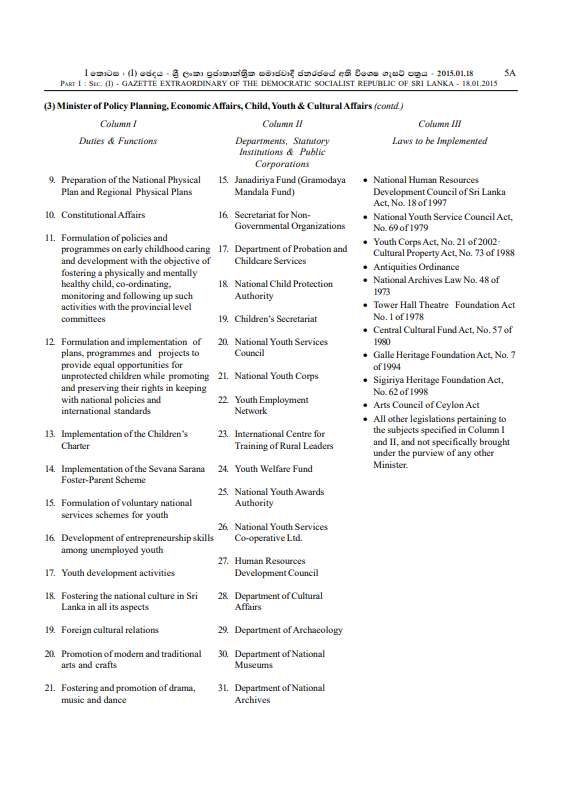 I කොටස : (I) ඡෙදය - ශ්‍රී ලංකා ප්‍රජාතාන්ත්‍රික සමාජවාදී ජනරජයේ අති විශෙෂ ගැසට් පත්‍රය - 2015.01.18 5A
PART I : SEC. (I) - GAZETTE EXTRAORDINARY OF THE DEMOCRATIC SOCIALIST REPUBLIC OF SRI LANKA - 18.01.2015
(3) Minister of Policy Planning, Economic Affairs, Child, Youth & Cultural Affairs (contd.)
Column I
Duties & Functions
9. Preparation of the National Physical
Plan and Regional Physical Plans
10. Constitutional Affairs
11. Formulation of policies and
programmes on early childhood caring
and development with the objective of
fostering a physically and mentally
healthy child, co-ordinating,
monitoring and following up such
activities with the provincial level
committees
12. Formulation and implementation of
plans, programmes and projects to
provide equal opportunities for
unprotected children while promoting
and preserving their rights in keeping
with national policies and
international standards
13. Implementation of the Children's
Charter
14. Implementation of the Sevana Sarana
Foster-Parent Scheme
15. Formulation of voluntary national
services schemes for youth
16. Development of entrepreneurship skills
among unemployed youth
17. Youth development activities
18. Fostering the national culture in Sri
Lanka in all its aspects
19. Foreign cultural relations
20. Promotion of modern and traditional
arts and crafts
21. Fostering and promotion of drama,
music and dance
Column II
Departments, Statutory
Institutions & Public
Corporations
15. Janadiriya Fund (Gramodaya
Mandala Fund)
16. Secretariat for Non-
Governmental Organizations
17. Department of Probation and
Childcare Services
18. National Child Protection
Authority
19. Children's Secretariat
20. National Youth Services
Council
21. National Youth Corps
22. Youth Employment
Network
23. International Centre for
Training of Rural Leaders
24. Youth Welfare Fund
25. National Youth Awards
Authority
26. National Youth Services
Co-operative Ltd.
27. Human Resources
Development Council
28. Department of Cultural
Affairs
29. Department of Archaeology
30. Department of National
Museums
31. Department of National
Archives
Column III
Laws to be Implemented
• National Human Resources
Development Council of Sri Lanka
Act, No. 18 of 1997
• National Youth Service Council Act,
No. 69 of 1979
• Youth Corps Act, No. 21 of 2002·
Cultural Property Act, No. 73 of 1988
• Antiquities Ordinance
• National Archives Law No. 48 of
1973
• Tower Hall Theatre Foundation Act
No. 1 of 1978
• Central Cultural Fund Act, No. 57 of
1980
• Galle Heritage Foundation Act, No. 7
of 1994
• Sigiriya Heritage Foundation Act,
No. 62 of 1998
• Arts Council of Ceylon Act
• All other legislations pertaining to
the subjects specified in Column I
and II, and not specifically brought
under the purview of any other
Minister.